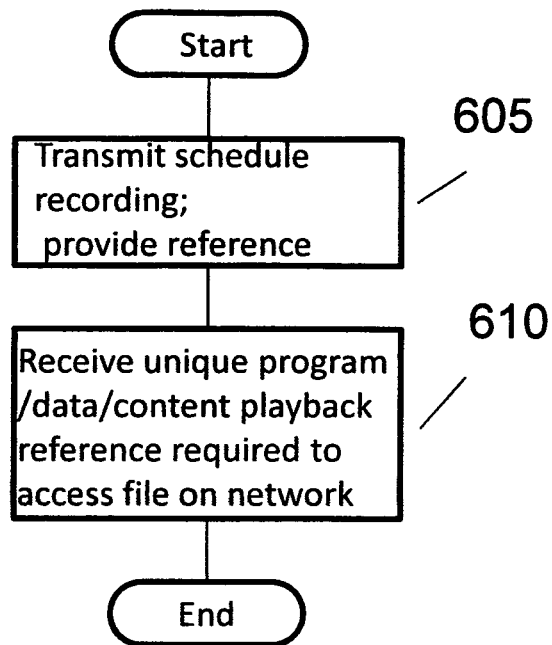 Start
605
Transmit schedule
recording;
provide reference
610
Receive unique program
/data/content playback
reference required to
access file on network
End